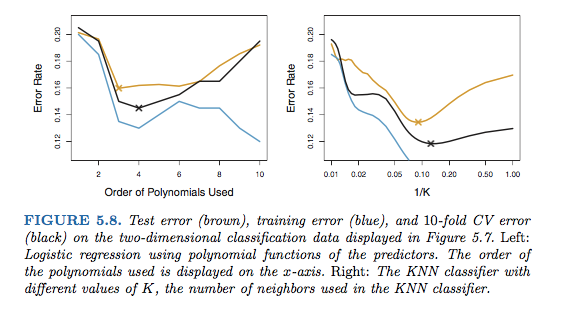 0.12 0.14 0.16 0.18 0.20
Error Rate
2 4 6 8 10
Order of Polynomials Used
0.12 0.14 0.16 0.18 0.20
Error Rate
0.01 0.02 0.05 0.10 0.20 0.50 1.00
1/K
FIGURE 5.8. Test error (brown), training error (blue), and 10-fold CV error
(black) on the two-dimensional classification data displayed in Figure 5.7. Left:
Logistic regression using polynomial functions of the predictors. The order of
the polynomials used is displayed on the x-axis. Right: The KNN classifier with
different values of K, the number of neighbors used in the KNN classifier.